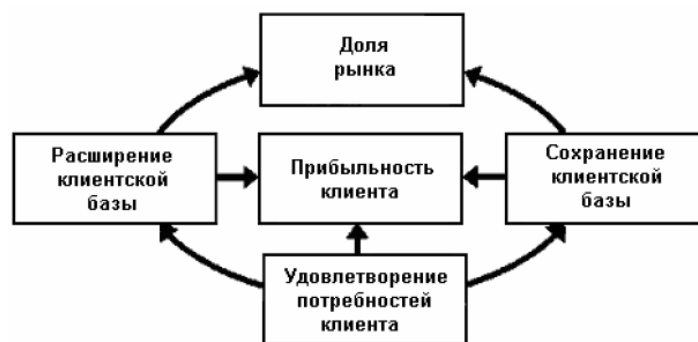 Доля
рынка
Расширение
клиентской
базы
Прибыльность
клиента
Сохранение
клиентской
базы
Удовлетворение
потребностей
клиента